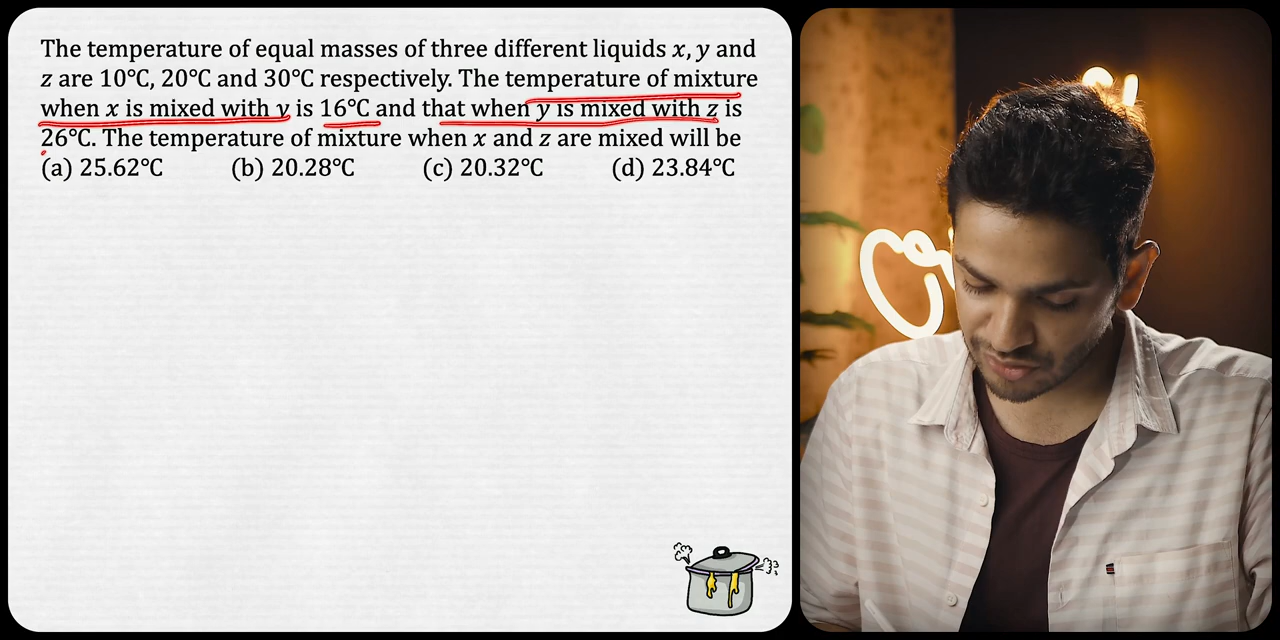 The temperature of equal masses of three different liquids x, y and
z are 10°C, 20°C and 30°C respectively. The temperature of mixture
when x is mixed with y is 16°C and that when y is mixed with z is
26°C. The temperature of mixture when x and z are mixed will be
(a) 25.62°C (b) 20.28°C (c) 20.32°C (d) 23.84°C